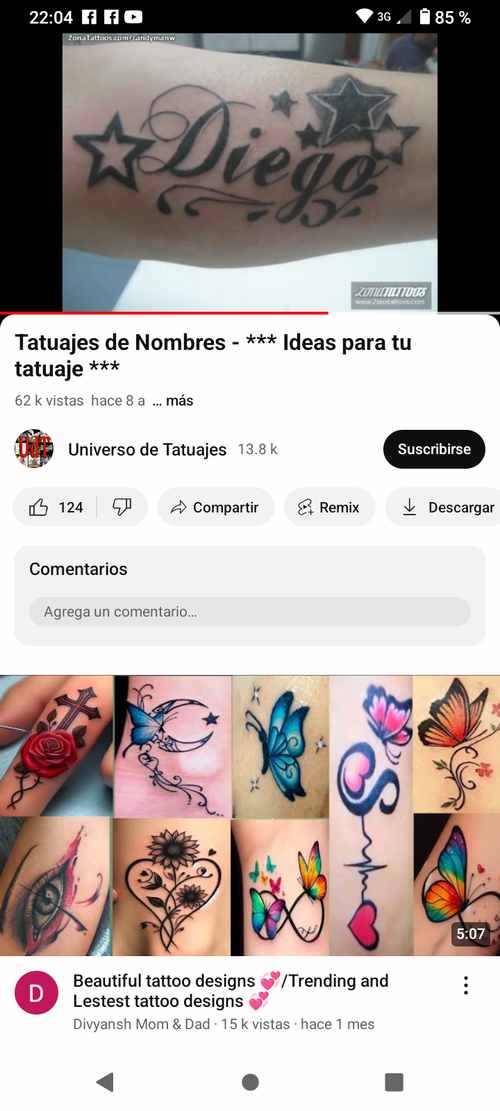 22:04
3G
85 %
ZonaTattoos.com/sandymanw
Diego
ZONATATTOOS
www.ZonaTattoos.com
Tatuajes de Nombres - *** Ideas para tu
tatuaje ***
62 k vistas hace 8 a ... más
Universo de Tatuajes 13.8 k
Suscribirse
124
Compartir
Remix
Descargar
Comentarios
Agrega un comentario...
5:07
D
Beautiful tattoo designs 💞/Trending and
Lestest tattoo designs 💞
Divyansh Mom & Dad · 15 k vistas · hace 1 mes